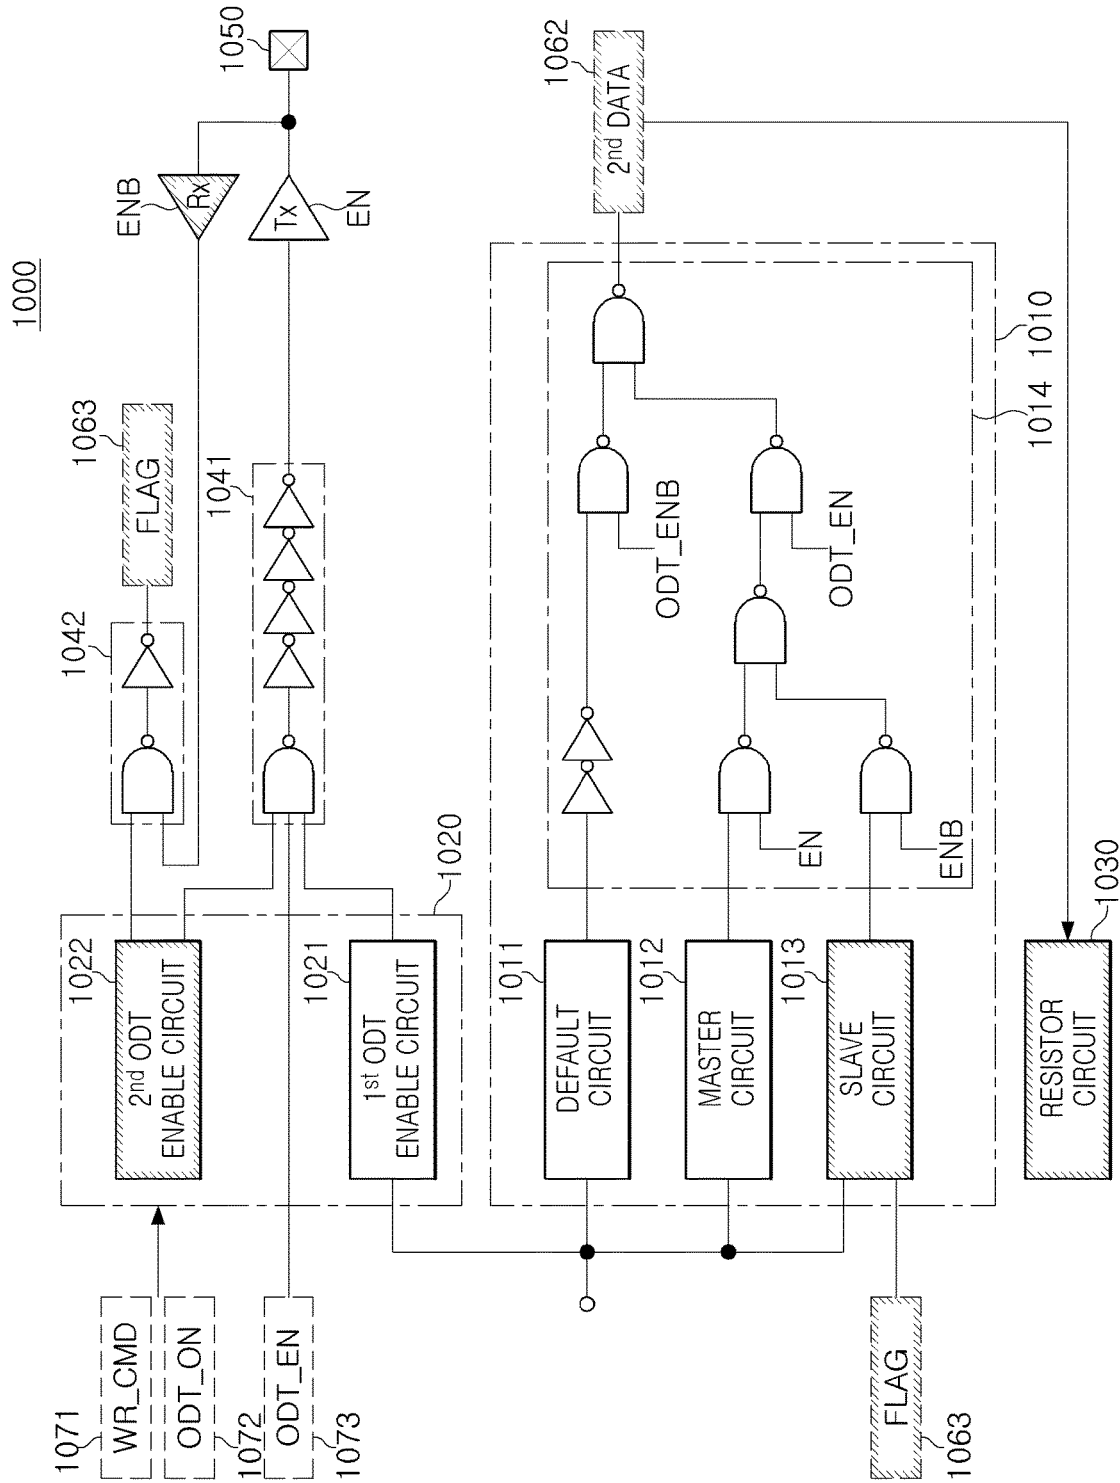 1000
1071
WR_CMD
ODT_ON
1072
ODT_EN
1073
1022
2nd ODT
ENABLE CIRCUIT
1021
1st ODT
ENABLE CIRCUIT
1020
1042
FLAG
1063
1041
ENB
Rx
Tx
EN
1050
1011
DEFAULT
CIRCUIT
1012
MASTER
CIRCUIT
1013
SLAVE
CIRCUIT
FLAG
1063
EN
ENB
ODT_ENB
ODT_EN
1014
1010
2nd DATA
1062
RESISTOR
CIRCUIT
1030